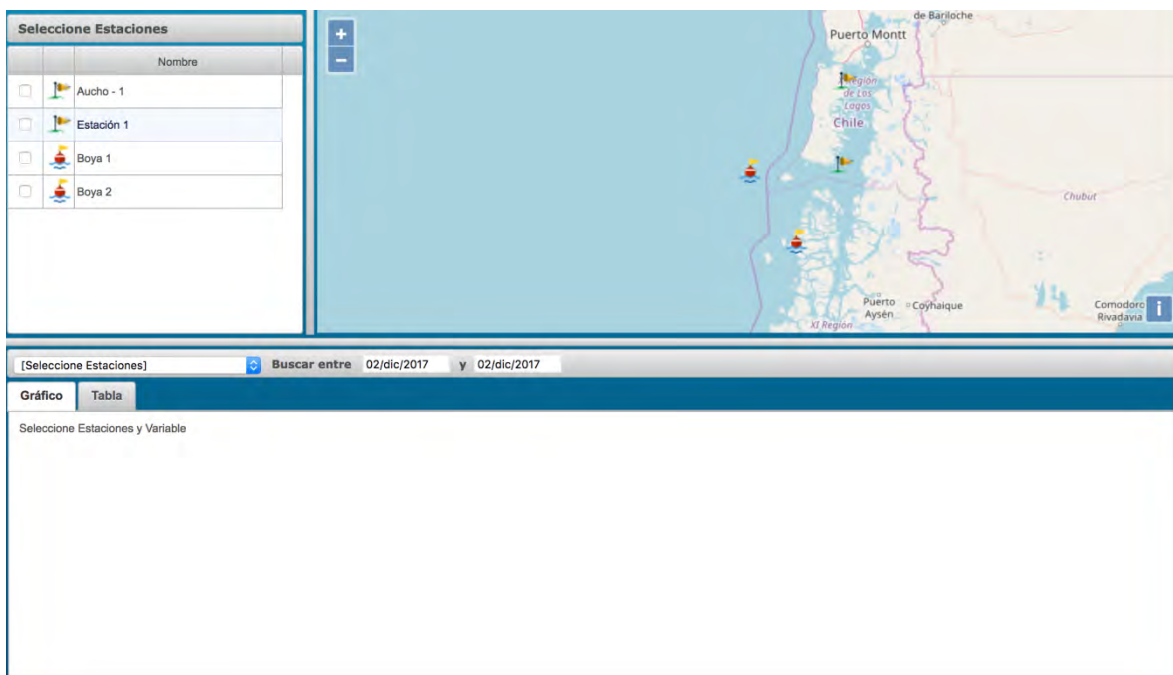 Seleccione Estaciones
Nombre
Aucho - 1
Estación 1
Boya 1
Boya 2
+
−
de Bariloche
Puerto Montt
Región
de Los
Lagos
Chile
Chubut
Puerto
Aysén
Coyhaique
XI Región
Comodoro
Rivadavia
i
[Seleccione Estaciones] Buscar entre 02/dic/2017 y 02/dic/2017
Gráfico Tabla
Seleccione Estaciones y Variable